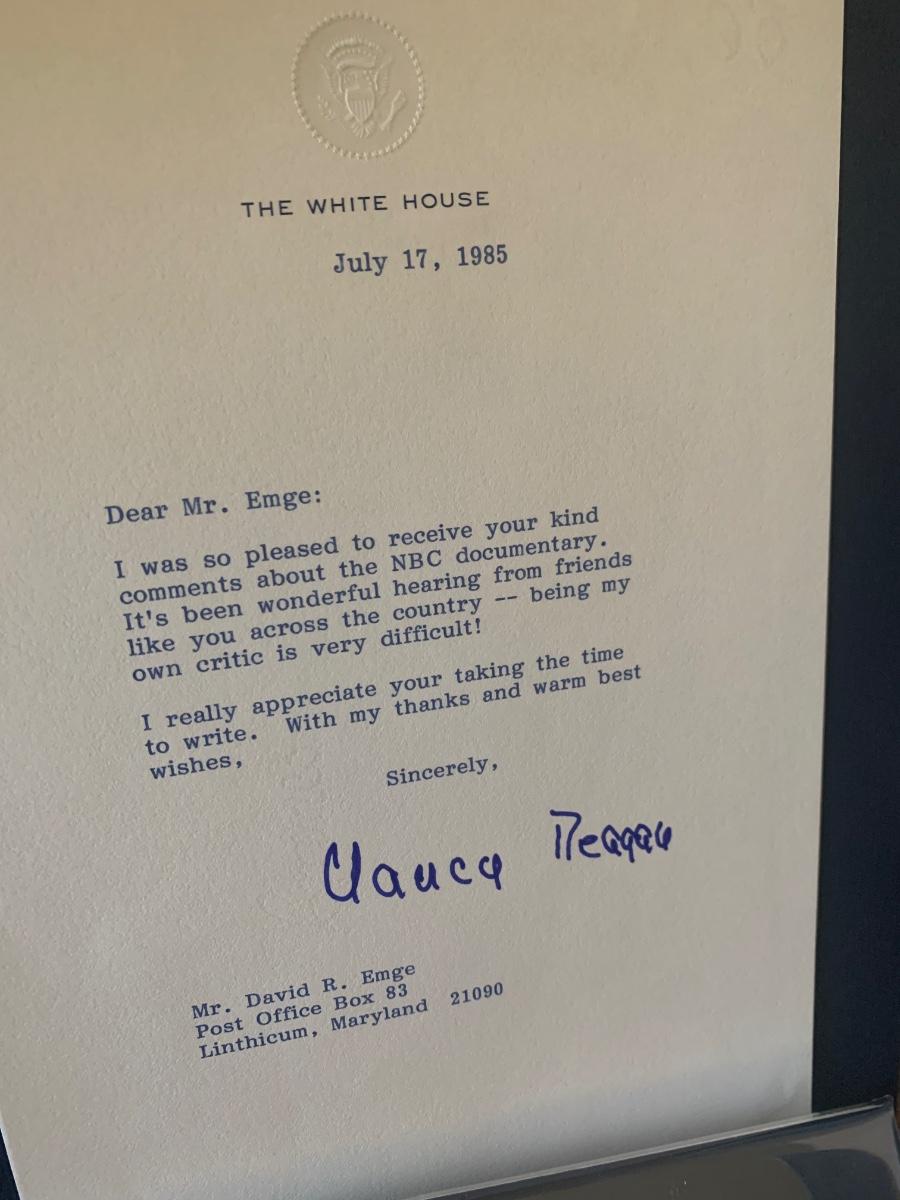 THE WHITE HOUSE
July 17, 1985
Dear Mr. Emge:
I was so pleased to receive your kind
comments about the NBC documentary.
It's been wonderful hearing from friends
like you across the country -- being my
own critic is very difficult!
I really appreciate your taking the time
to write. With my thanks and warm best
wishes,
Sincerely,
Nancy Reagan
Mr. David R. Emge
Post Office Box 83
Linthicum, Maryland 21090